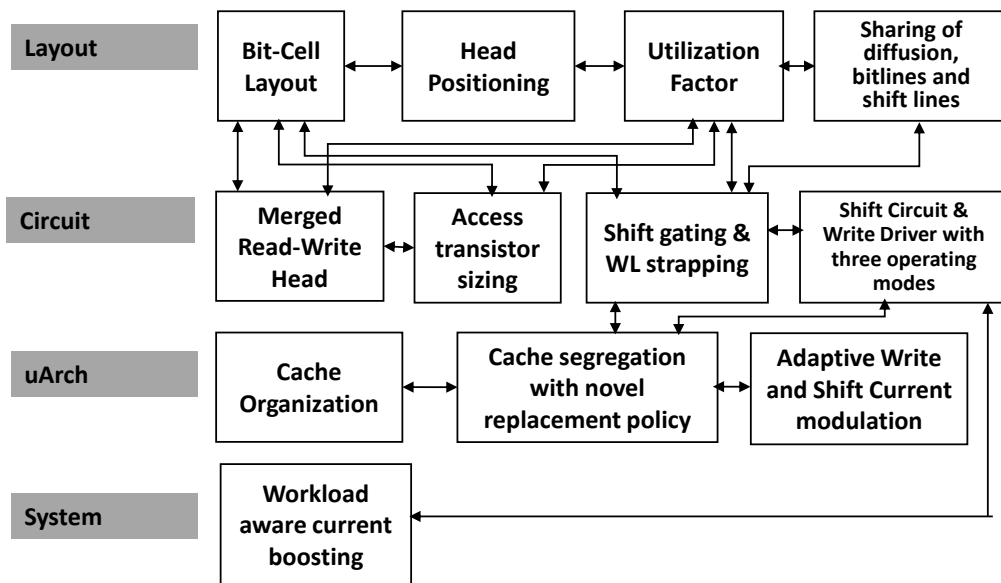 Layout
Bit-Cell
Layout
Head
Positioning
Utilization
Factor
Sharing of
diffusion,
bitlines and
shift lines
Circuit
Merged
Read-Write
Head
Access
transistor
sizing
Shift gating &
WL strapping
Shift Circuit &
Write Driver with
three operating
modes
uArch
Cache
Organization
Cache segregation
with novel
replacement policy
Adaptive Write
and Shift Current
modulation
System
Workload
aware current
boosting